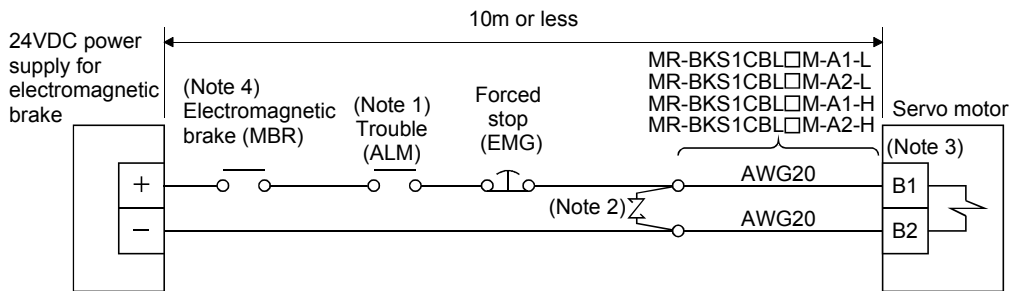 10m or less
24VDC power
supply for
electromagnetic
brake
(Note 4)
Electromagnetic
brake (MBR)
(Note 1)
Trouble
(ALM)
Forced
stop
(EMG)
MR-BKS1CBL□M-A1-L
MR-BKS1CBL□M-A2-L
MR-BKS1CBL□M-A1-H
MR-BKS1CBL□M-A2-H
Servo motor
(Note 3)
+
AWG20
B1
(Note 2)
−
AWG20
B2